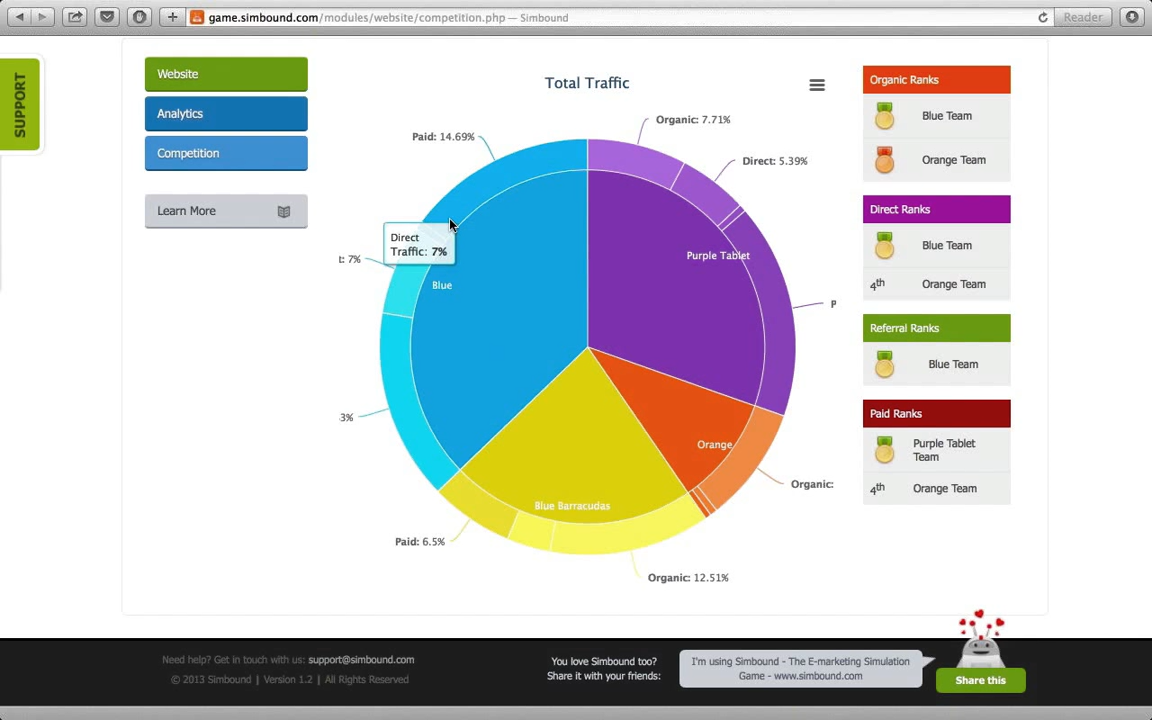 game.simbound.com/modules/website/competition.php — Simbound
Reader
SUPPORT
Website
Analytics
Competition
Learn More
Total Traffic
Paid: 14.69%
Organic: 7.71%
Direct: 5.39%
Direct
Traffic: 7%
t: 7%
Blue
Purple Tablet
P
3%
Orange
Organic:
Blue Barracudas
Paid: 6.5%
Organic: 12.51%
Organic Ranks
Blue Team
Orange Team
Direct Ranks
Blue Team
4th Orange Team
Referral Ranks
Blue Team
Paid Ranks
Purple Tablet
Team
4th Orange Team
Need help? Get in touch with us: support@simbound.com
© 2013 Simbound | Version 1.2 | All Rights Reserved
You love Simbound too?
Share it with your friends:
I'm using Simbound - The E-marketing Simulation
Game - www.simbound.com
Share this